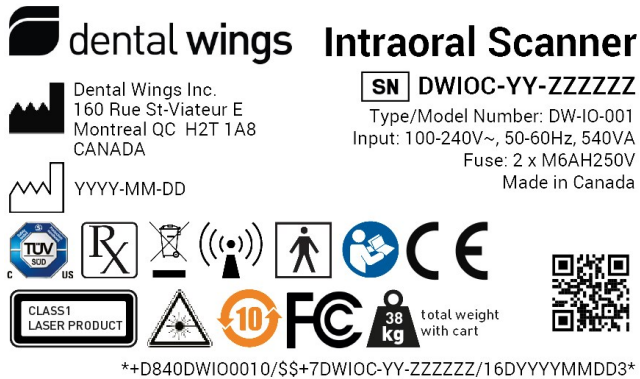 dental wings
Intraoral Scanner
SN DWIOC-YY-ZZZZZZ
Dental Wings Inc.
160 Rue St-Viateur E
Montreal QC H2T 1A8
CANADA
Type/Model Number: DW-IO-001
Input: 100-240V~, 50-60Hz, 540VA
Fuse: 2 x M6AH250V
Made in Canada
YYYY-MM-DD
TÜV
SÜD
C US
Rx
CE
CLASS1
LASER PRODUCT
10
FC
38
kg
total weight
with cart
*+D840DWIO0010/$$+7DWIOC-YY-ZZZZZZ/16DYYYYMMDD3*